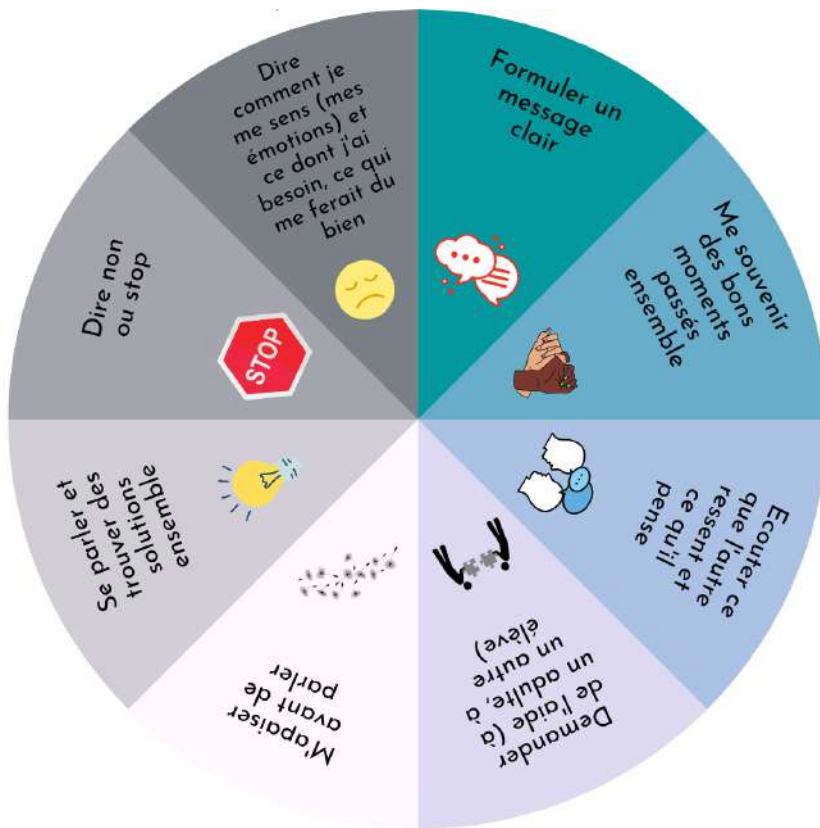 Formuler un
message
clair
Me souvenir
des bons
moments
passés
ensemble
Ecouter ce
que l'autre
ressent et
ce qu'il
pense
Demander
de l'aide (à
un adulte, à
un autre
élève)
M'apaiser
avant de
parler
Se parler et
trouver des
solutions
ensemble
Dire non
ou stop
STOP
Dire
comment je
me sens (mes
émotions) et
ce dont j'ai
besoin, ce qui
me ferait du
bien